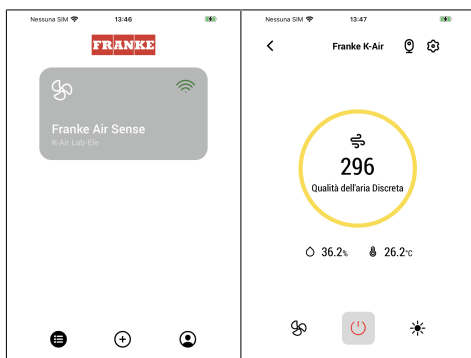 Nessuna SIM 13:46
FRANKE
Franke Air Sense
K-Air Lab-Ele
Nessuna SIM 13:47
Franke K-Air
296
Qualità dell'aria Discreta
36.2% 26.2°C